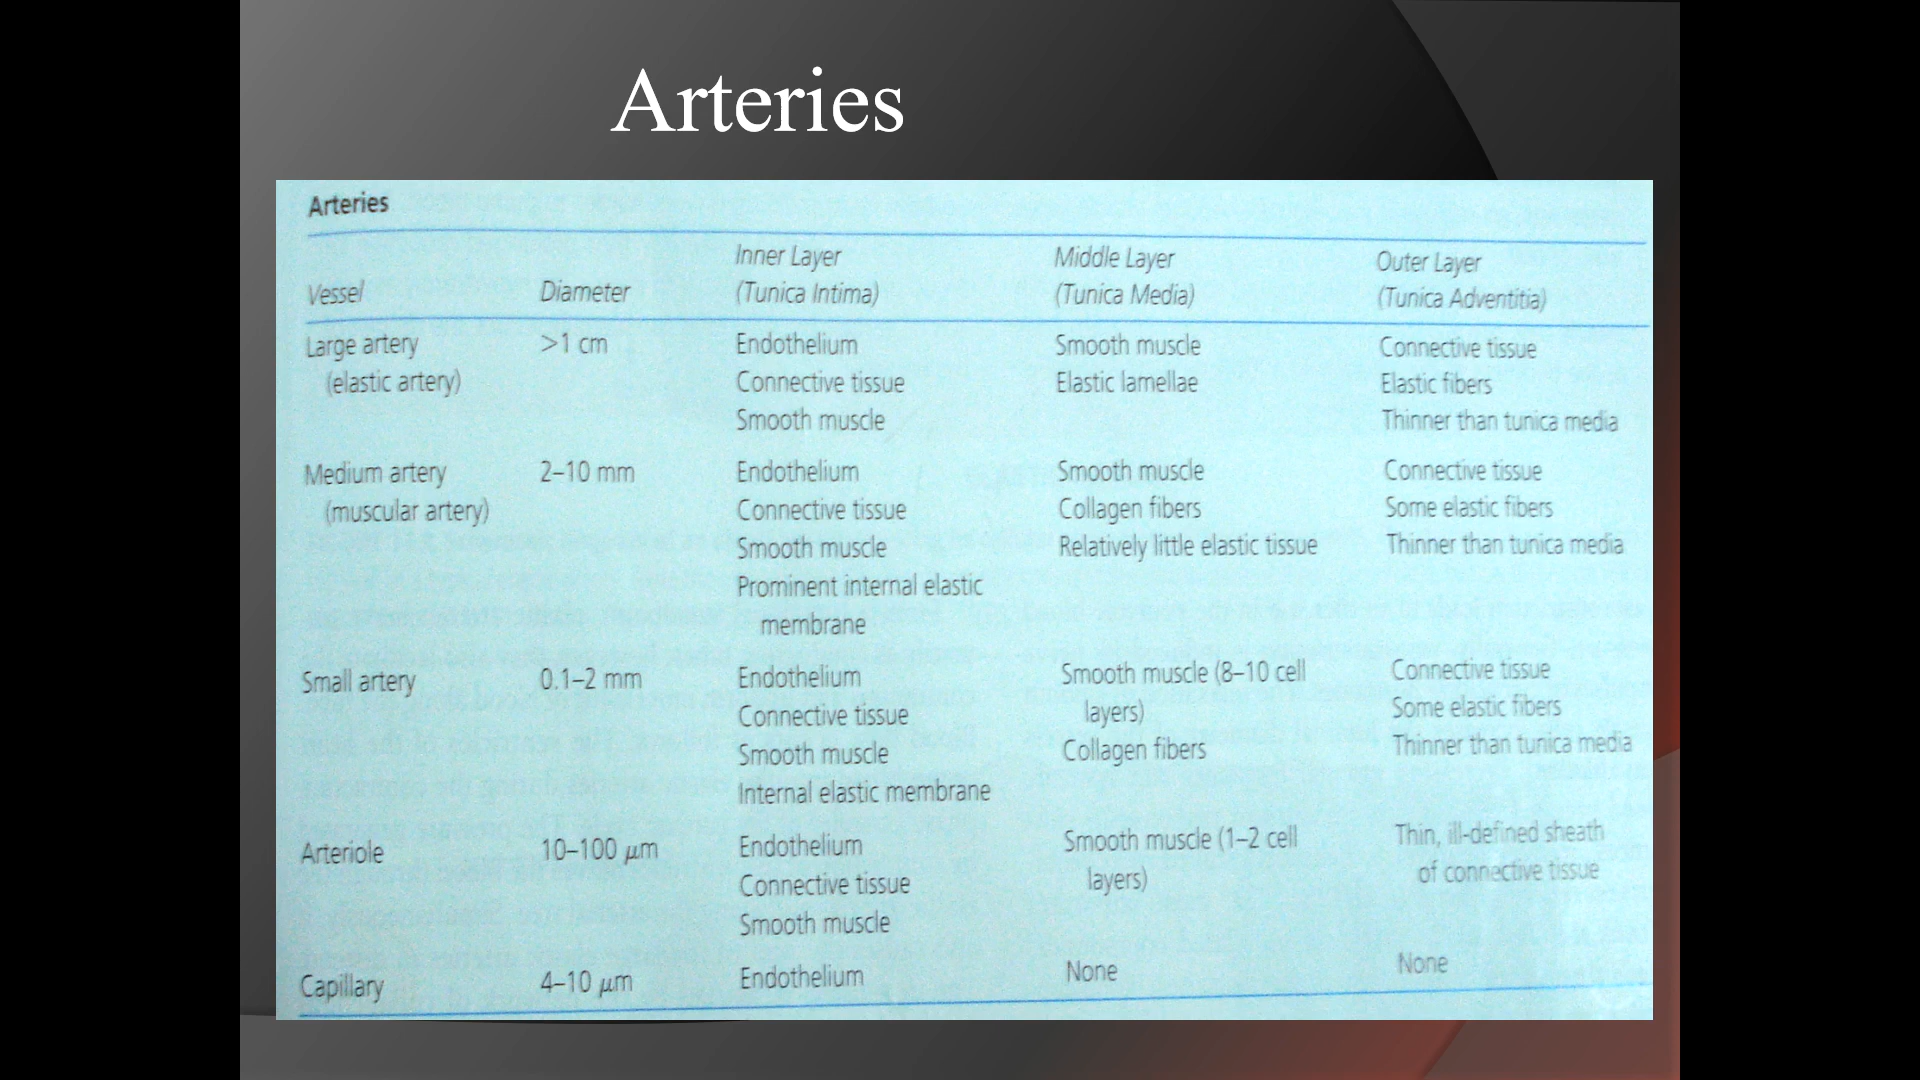 Arteries
Arteries
Inner Layer Middle Layer Outer Layer
Vessel Diameter (Tunica Intima) (Tunica Media) (Tunica Adventitia)
Large artery >1 cm Endothelium Smooth muscle Connective tissue
(elastic artery) Connective tissue Elastic lamellae Elastic fibers
Smooth muscle Thinner than tunica media
Medium artery 2–10 mm Endothelium Smooth muscle Connective tissue
(muscular artery) Connective tissue Collagen fibers Some elastic fibers
Smooth muscle Relatively little elastic tissue Thinner than tunica media
Prominent internal elastic
membrane
Small artery 0.1–2 mm Endothelium Smooth muscle (8–10 cell Connective tissue
Connective tissue layers) Some elastic fibers
Smooth muscle Collagen fibers Thinner than tunica media
Internal elastic membrane
Arteriole 10–100 μm Endothelium Smooth muscle (1–2 cell Thin, ill-defined sheath
Connective tissue layers) of connective tissue
Smooth muscle
Capillary 4–10 μm Endothelium None None